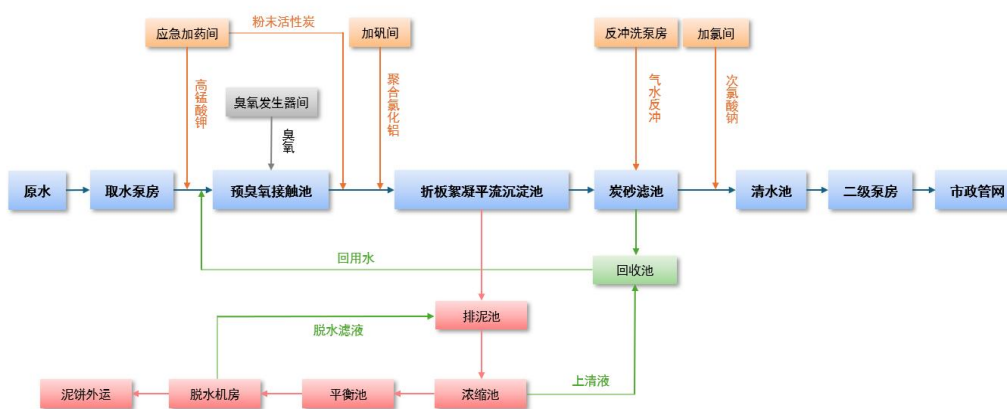 粉末活性炭
应急加药间
加矾间
反冲洗泵房
加氯间
高锰酸钾
聚合氯化铝
气水反冲
次氯酸钠
臭氧发生器间
臭氧
原水
取水泵房
预臭氧接触池
折板絮凝平流沉淀池
炭砂滤池
清水池
二级泵房
市政管网
回用水
回收池
排泥池
脱水滤液
上清液
泥饼外运
脱水机房
平衡池
浓缩池